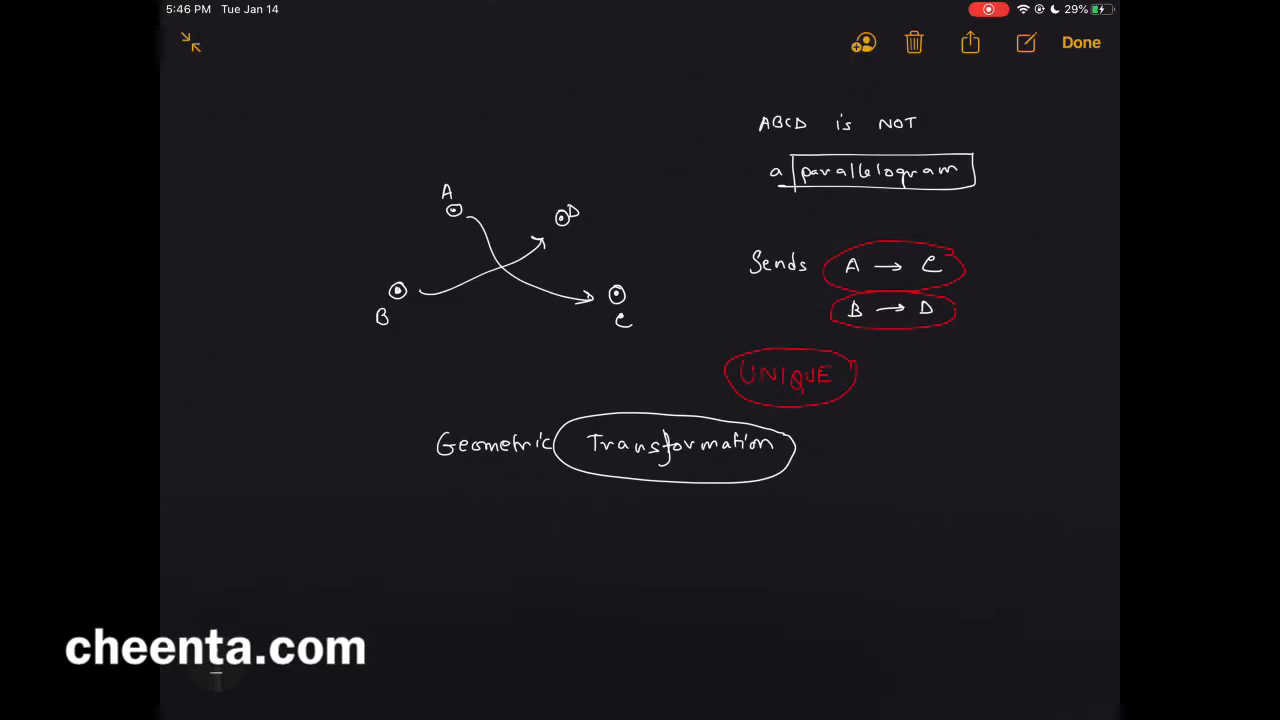 5:46 PM Tue Jan 14
29%
Done
ABCD is NOT
a parallelogram
A
D
B
C
Sends A → C
B → D
UNIQUE
Geometric Transformation
cheenta.com